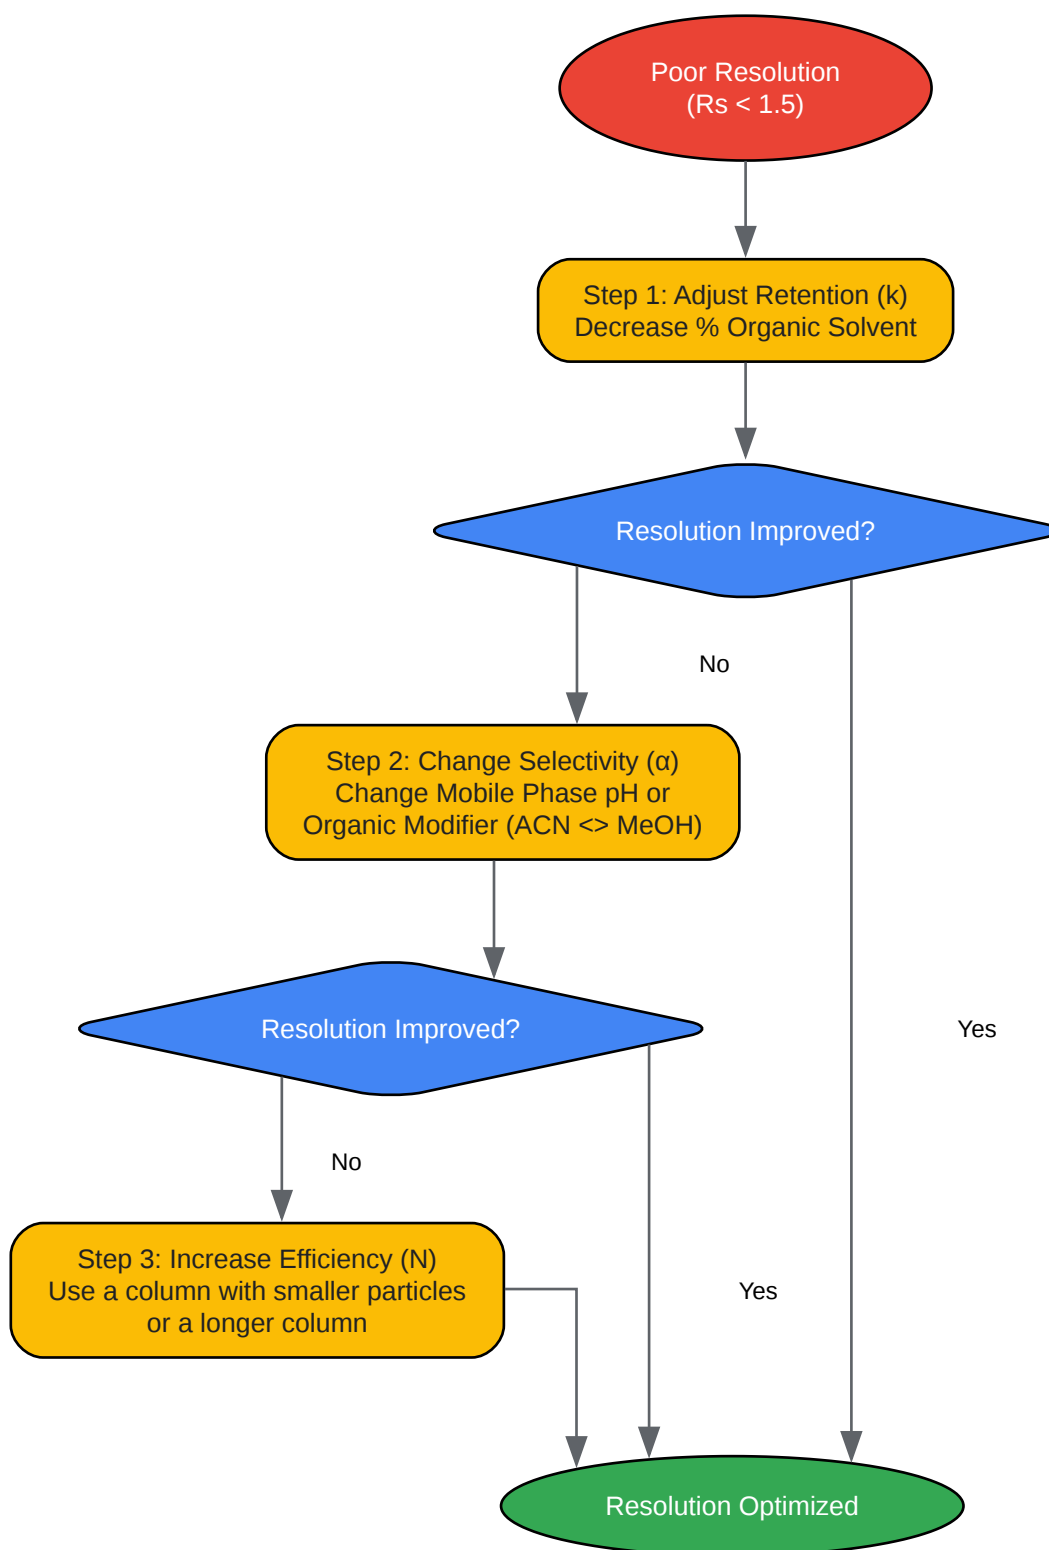 Poor Resolution
(Rs < 1.5)
Step 1: Adjust Retention (k)
Decrease % Organic Solvent
Resolution Improved?
No
Step 2: Change Selectivity (α)
Change Mobile Phase pH or
Organic Modifier (ACN <> MeOH)
Resolution Improved?
Yes
No
Step 3: Increase Efficiency (N)
Use a column with smaller particles
or a longer column
Yes
Resolution Optimized